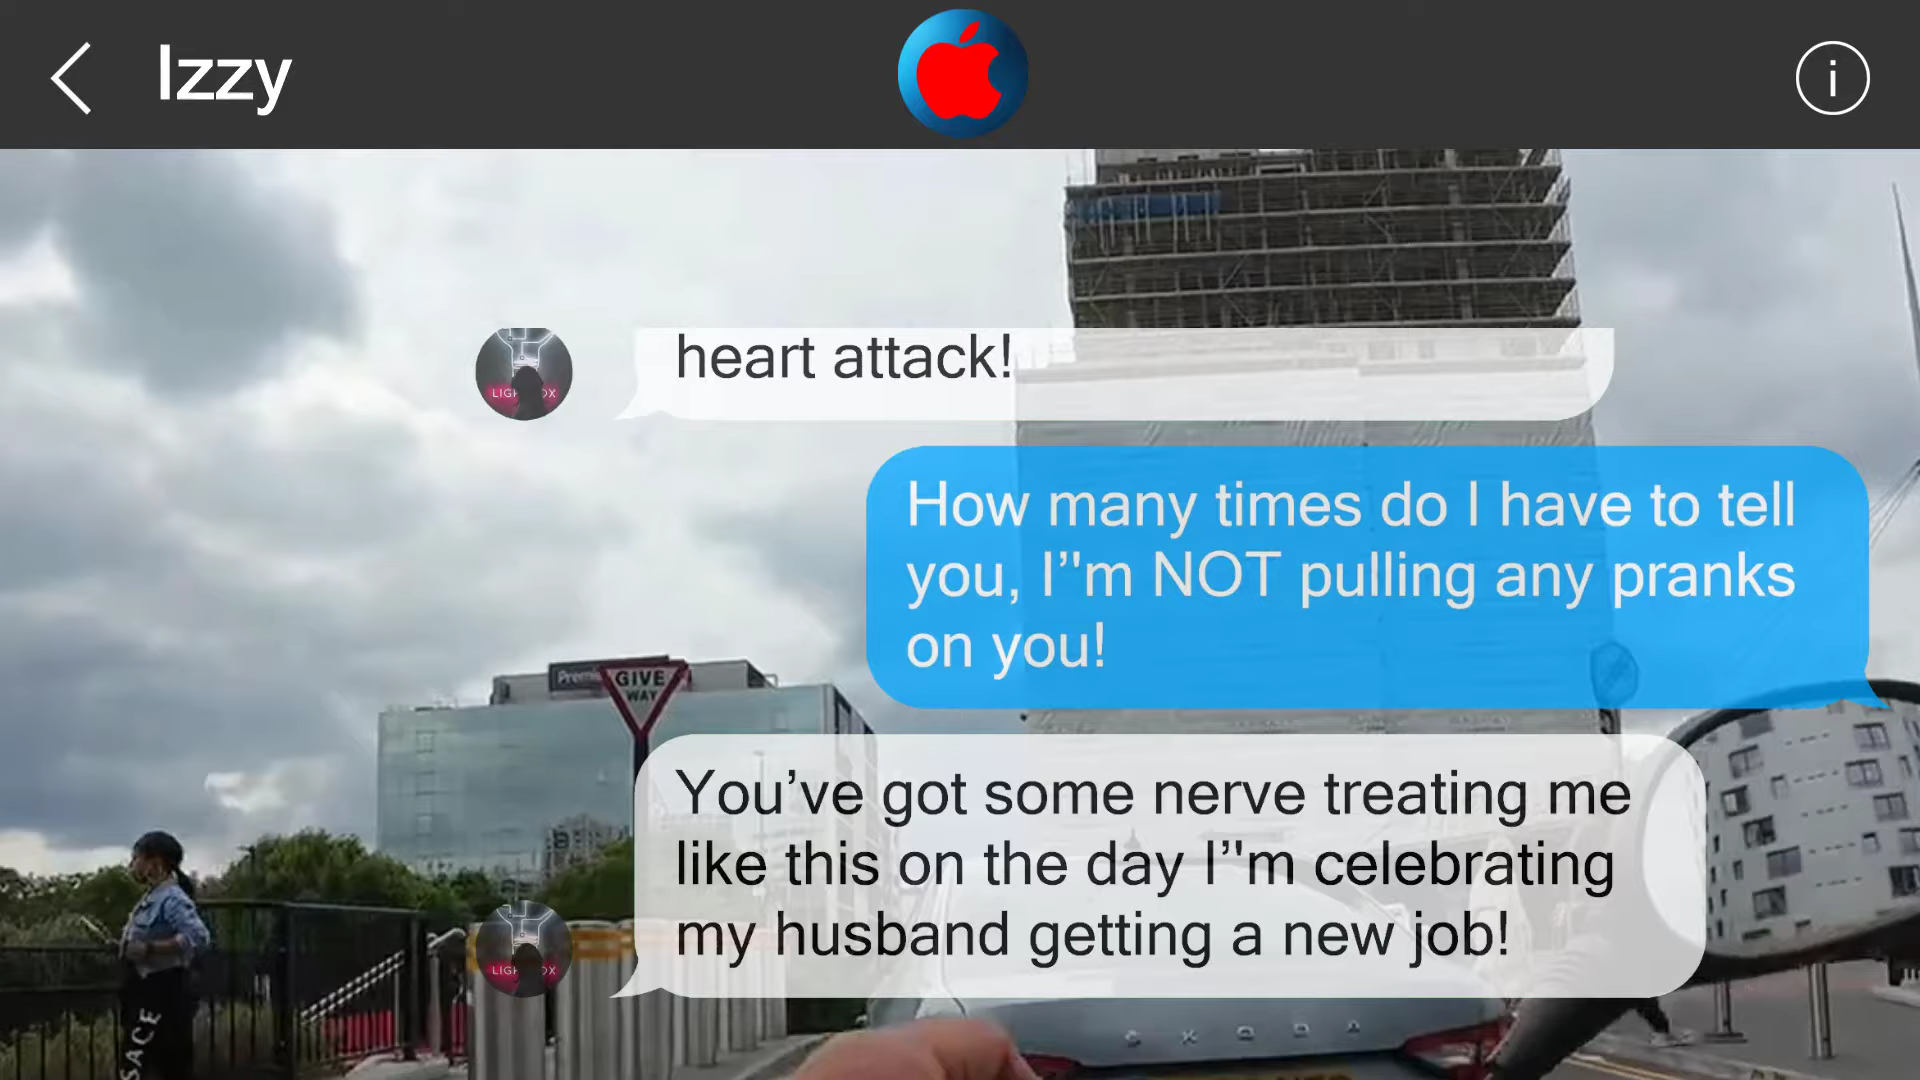 Izzy
i
heart attack!
How many times do I have to tell
you, I’'m NOT pulling any pranks
on you!
You’ve got some nerve treating me
like this on the day I’'m celebrating
my husband getting a new job!
GIVE
WAY
SKODA